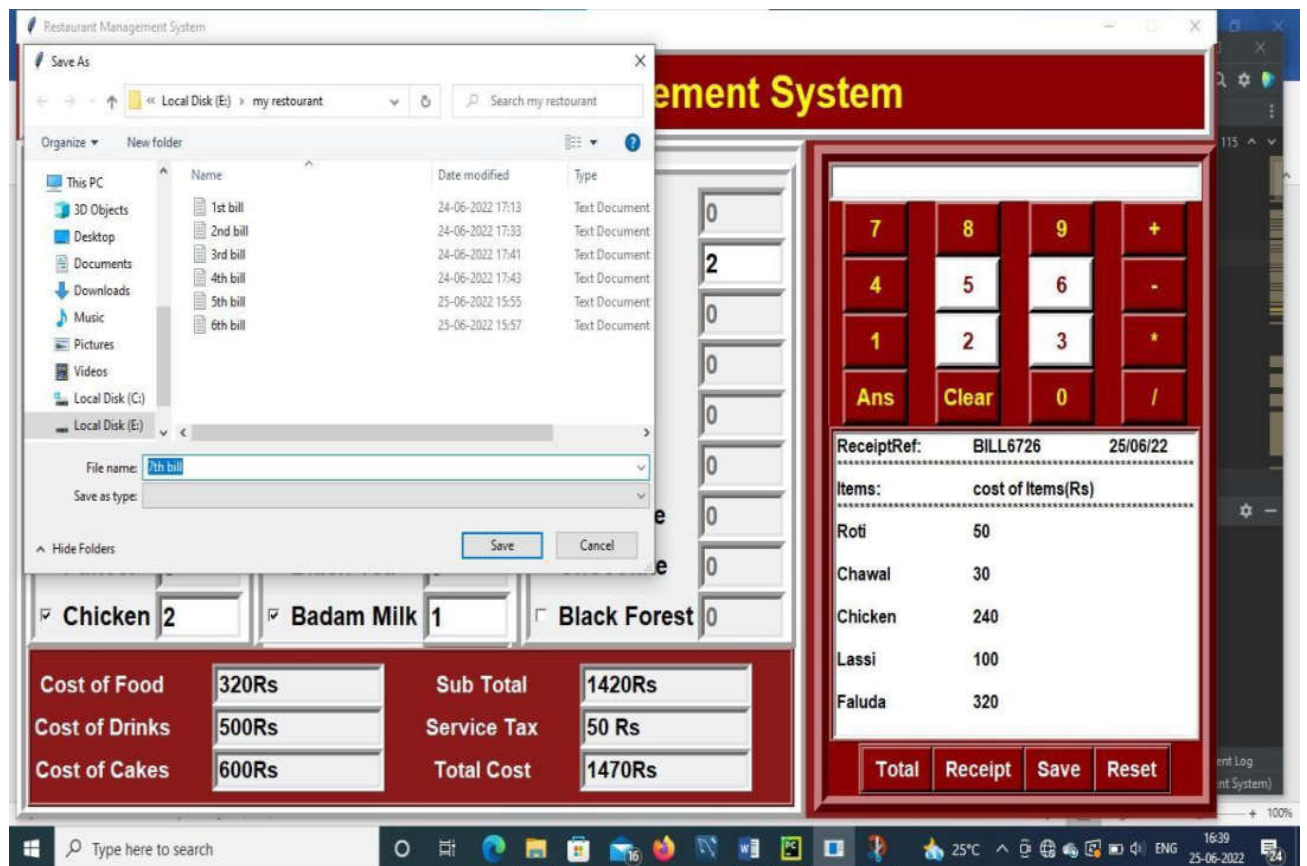 Restaurant Management System
Save As
ement System
« Local Disk (E:) › my restourant
Search my restourant
Organize
New folder
115
Name Date modified Type
This PC
3D Objects
Desktop
Documents
Downloads
Music
Pictures
Videos
Local Disk (C:)
Local Disk (E:)
1st bill 24-06-2022 17:13 Text Document
2nd bill 24-06-2022 17:33 Text Document
3rd bill 24-06-2022 17:41 Text Document
4th bill 24-06-2022 17:43 Text Document
5th bill 25-06-2022 15:55 Text Document
6th bill 25-06-2022 15:57 Text Document
File name: 7th bill
Save as type:
Hide Folders
Save Cancel
0
2
0
0
0
0
e 0
e 0
Chicken 2 Badam Milk 1 Black Forest 0
Cost of Food 320Rs Sub Total 1420Rs
Cost of Drinks 500Rs Service Tax 50 Rs
Cost of Cakes 600Rs Total Cost 1470Rs
7 8 9 +
4 5 6 -
1 2 3 *
Ans Clear 0 /
ReceiptRef: BILL6726 25/06/22
Items: cost of Items(Rs)
Roti 50
Chawal 30
Chicken 240
Lassi 100
Faluda 320
Total Receipt Save Reset
ent Log
nt System)
100%
Type here to search
16
25°C
ENG
16:39
25-06-2022
24